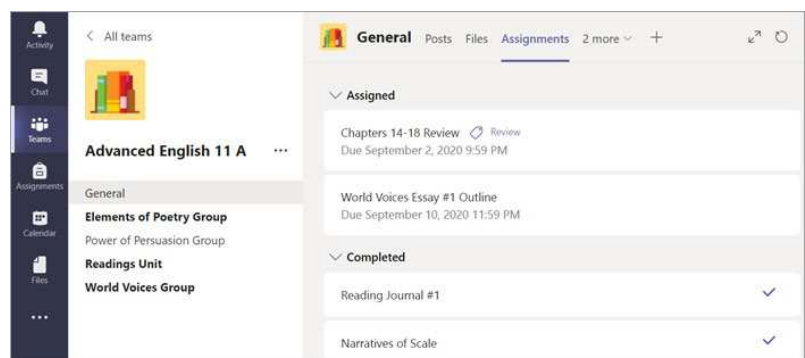 Activity
Chat
Teams
Assignments
Calendar
Files
All teams
Advanced English 11 A
General
Elements of Poetry Group
Power of Persuasion Group
Readings Unit
World Voices Group
General Posts Files Assignments 2 more
Assigned
Chapters 14-18 Review Review
Due September 2, 2020 9:59 PM
World Voices Essay #1 Outline
Due September 10, 2020 11:59 PM
Completed
Reading Journal #1
Narratives of Scale